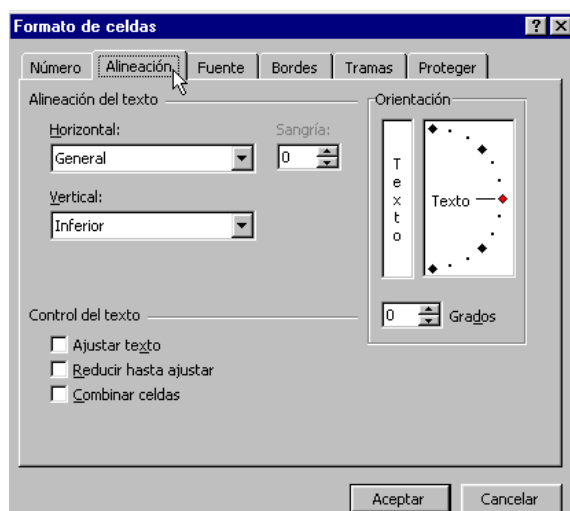 Formato de celdas
Número Alineación Fuente Bordes Tramas Proteger
Alineación del texto
Horizontal:
Sangría:
General
0
Vertical:
Inferior
Orientación
Texto
Texto
0 Grados
Control del texto
Ajustar texto
Reducir hasta ajustar
Combinar celdas
Aceptar Cancelar